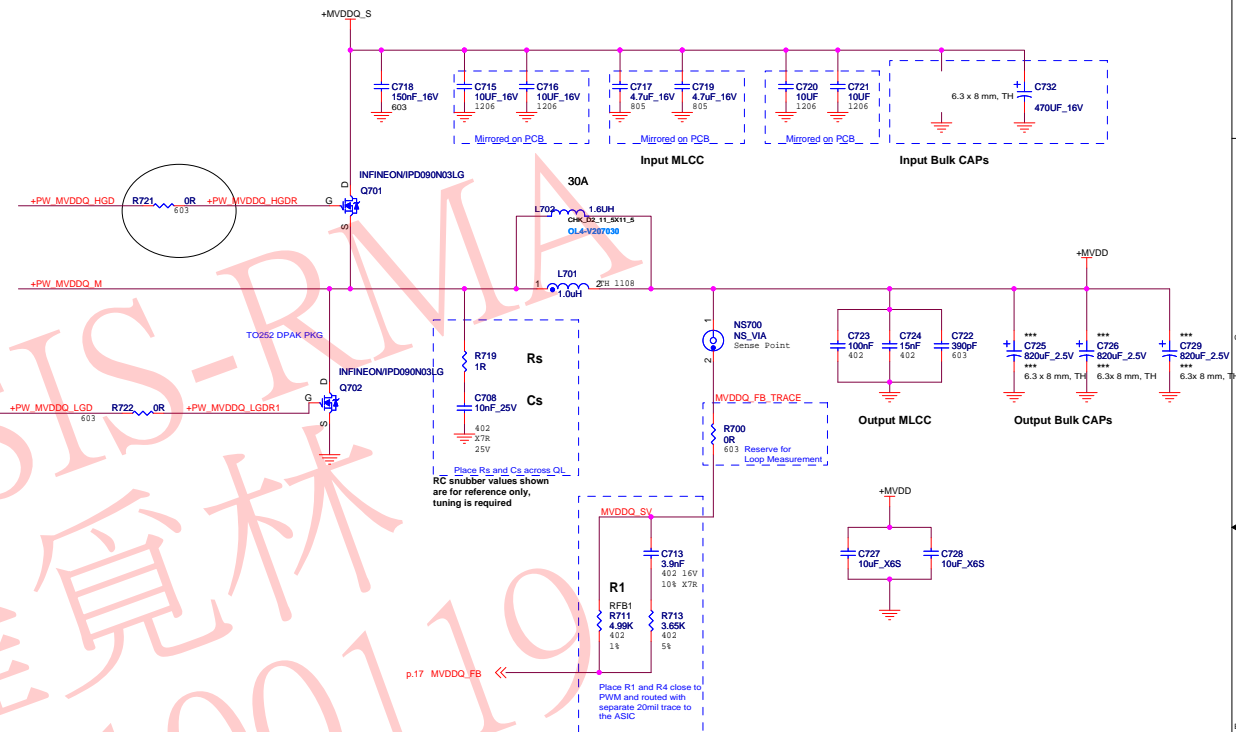 +MVDDQ_S
C718
150nF_16V
603
C715
10UF_16V
1206
C716
10UF_16V
1206
Mirrored on PCB
C717
4.7uF_16V
805
C719
4.7uF_16V
805
Mirrored on PCB
C720
10UF
1206
C721
10UF
1206
Mirrored on PCB
6.3 x 8 mm, TH
+
C732
470UF_16V
Input MLCC
Input Bulk CAPs
INFINEON/IPD090N03LG
Q701
D
G
S
+PW_MVDDQ_HGD
R721
0R
603
+PW_MVDDQ_HGDR
30A
L702
1.6UH
CHK_D2_11_5X11_5
OL4-V207030
+PW_MVDDQ_M
L701
1
2
TH 1108
1.0uH
+MVDD
TO252 DPAK PKG
INFINEON/IPD090N03LG
Q702
D
G
S
+PW_MVDDQ_LGD
603
R722
0R
+PW_MVDDQ_LGDR1
R719
1R
Rs
C708
10nF_25V
Cs
402
X7R
25V
Place Rs and Cs across QL
RC snubber values shown
are for reference only,
tuning is required
1
NS700
NS_VIA
Sense Point
2
MVDDQ_FB_TRACE
R700
0R
603
Reserve for
Loop Measurement
C723
100nF
402
C724
15nF
402
C722
390pF
603
Output MLCC
+
***
C725
820uF_2.5V
***
6.3 x 8 mm, TH
+
***
C726
820uF_2.5V
***
6.3 x 8 mm, TH
+
***
C729
820uF_2.5V
***
6.3x 8 mm, TH
Output Bulk CAPs
+MVDD
C727
10uF_X6S
C728
10uF_X6S
MVDDQ_SV
C713
3.9nF
402 16V
10% X7R
R1
RFB1
R711
4.99K
402
1%
R713
3.65K
402
5%
p.17 MVDDQ_FB
Place R1 and R4 close to
PWM and routed with
separate 20mil trace to
the ASIC
SIS-RMA
覓林
100119